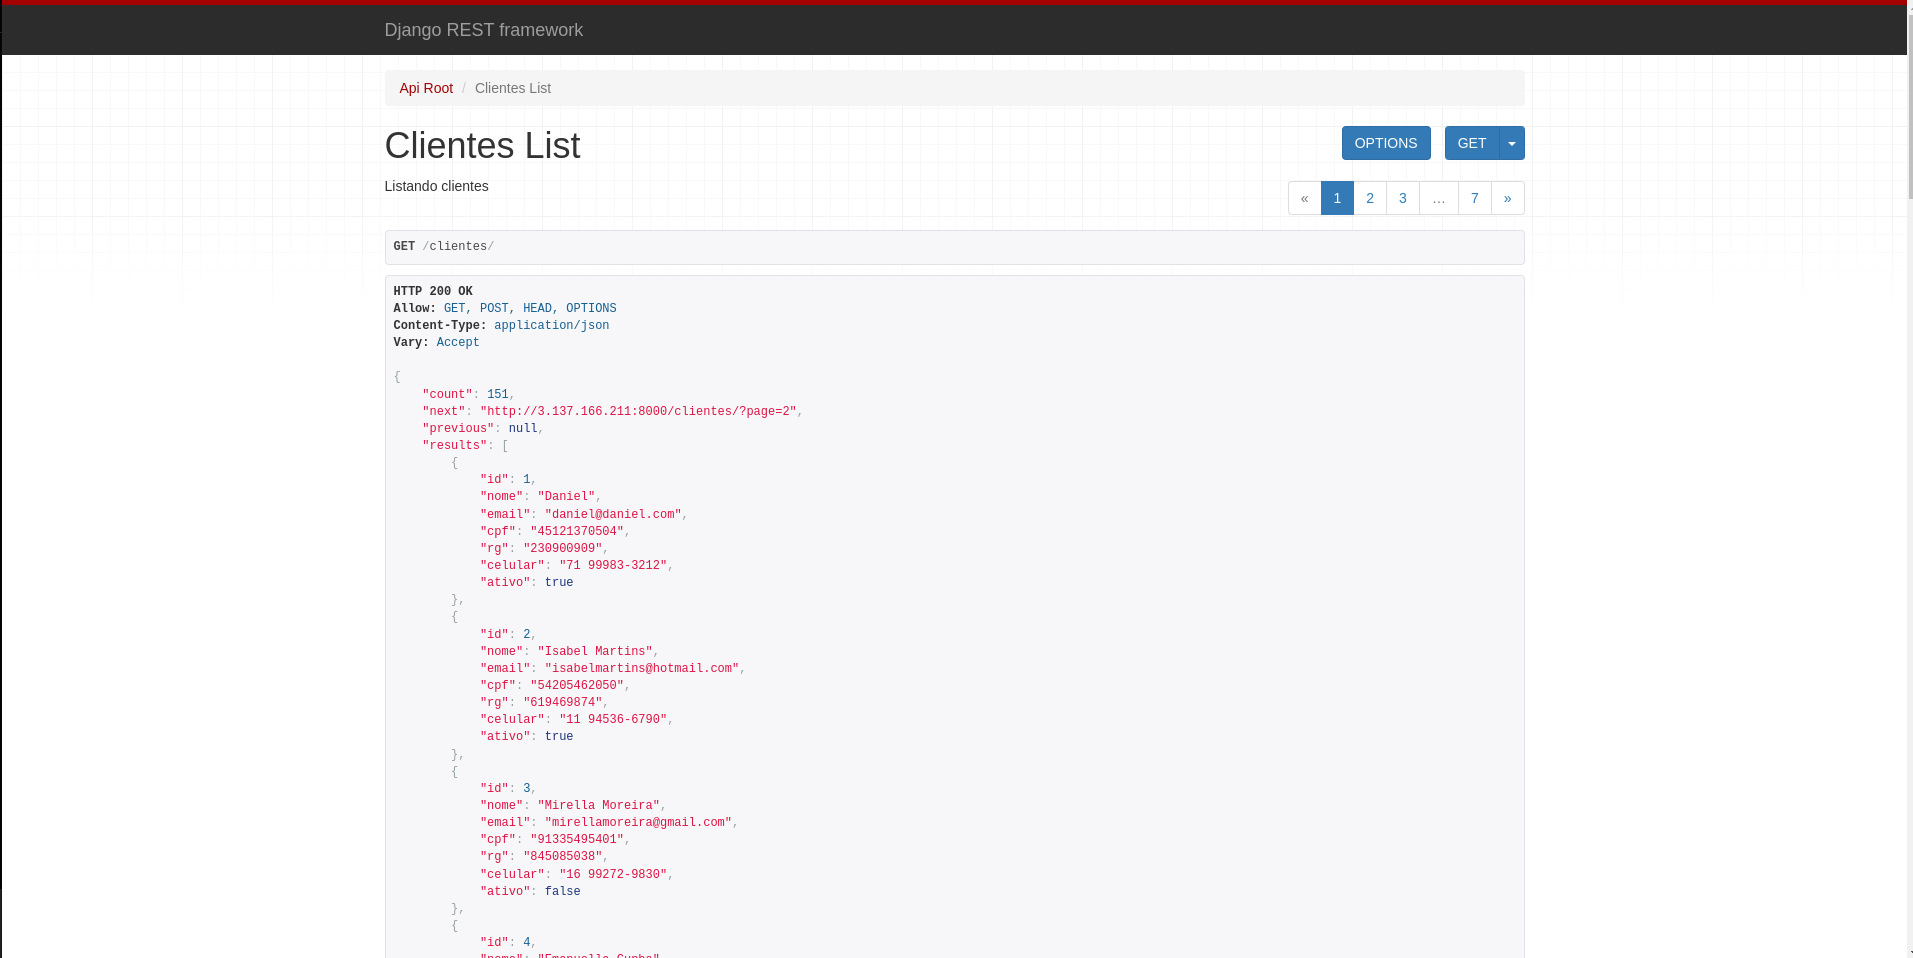 Django REST framework
Api Root / Clientes List
Clientes List
OPTIONS GET
Listando clientes
« 1 2 3 … 7 »
GET /clientes/
HTTP 200 OK
Allow: GET, POST, HEAD, OPTIONS
Content-Type: application/json
Vary: Accept
{
    "count": 151,
    "next": "http://3.137.166.211:8000/clientes/?page=2",
    "previous": null,
    "results": [
        {
            "id": 1,
            "nome": "Daniel",
            "email": "daniel@daniel.com",
            "cpf": "45121370504",
            "rg": "230900909",
            "celular": "71 99983-3212",
            "ativo": true
        },
        {
            "id": 2,
            "nome": "Isabel Martins",
            "email": "isabelmartins@hotmail.com",
            "cpf": "54205462050",
            "rg": "619469874",
            "celular": "11 94536-6790",
            "ativo": true
        },
        {
            "id": 3,
            "nome": "Mirella Moreira",
            "email": "mirellamoreira@gmail.com",
            "cpf": "91335495401",
            "rg": "845085038",
            "celular": "16 99272-9830",
            "ativo": false
        },
        {
            "id": 4,
            "nome": "Emanuella Cunha",